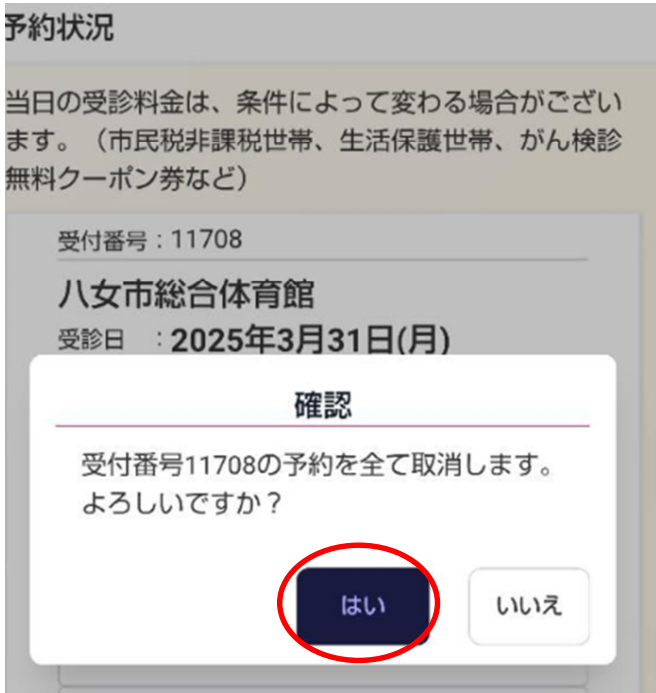 予約状況
当日の受診料金は、条件によって変わる場合がござい
ます。（市民税非課税世帯、生活保護世帯、がん検診
無料クーポン券など）
受付番号：11708
八女市総合体育館
受診日　：2025年3月31日(月)
確認
受付番号11708の予約を全て取消します。
よろしいですか？
はい
いいえ